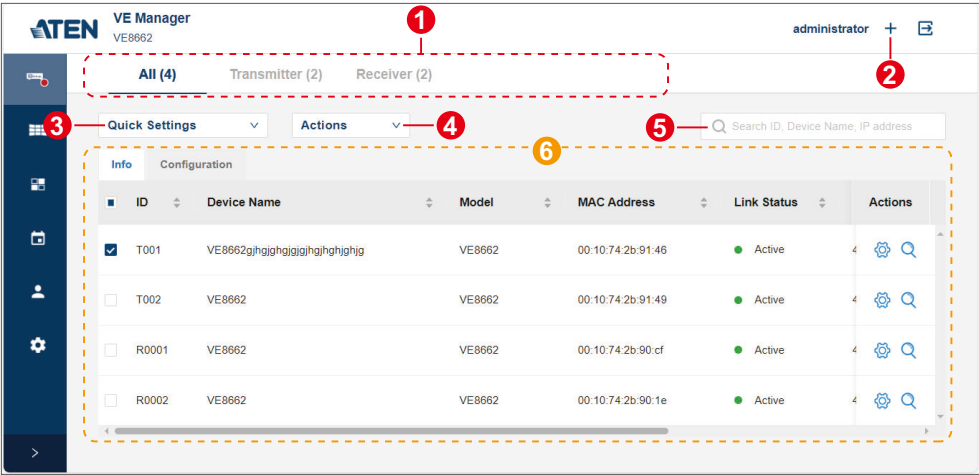 ATEN
VE Manager
VE8662
administrator
1
2
All (4) Transmitter (2) Receiver (2)
3
Quick Settings
Actions
4
5
Search ID, Device Name, IP address
6
Info Configuration
ID Device Name Model MAC Address Link Status Actions
T001 VE8662gjhgjghgjgjgjhgjhghjghjg VE8662 00:10:74:2b:91:46 Active 4
T002 VE8662 VE8662 00:10:74:2b:91:49 Active 4
R0001 VE8662 VE8662 00:10:74:2b:90:cf Active 4
R0002 VE8662 VE8662 00:10:74:2b:90:1e Active 4